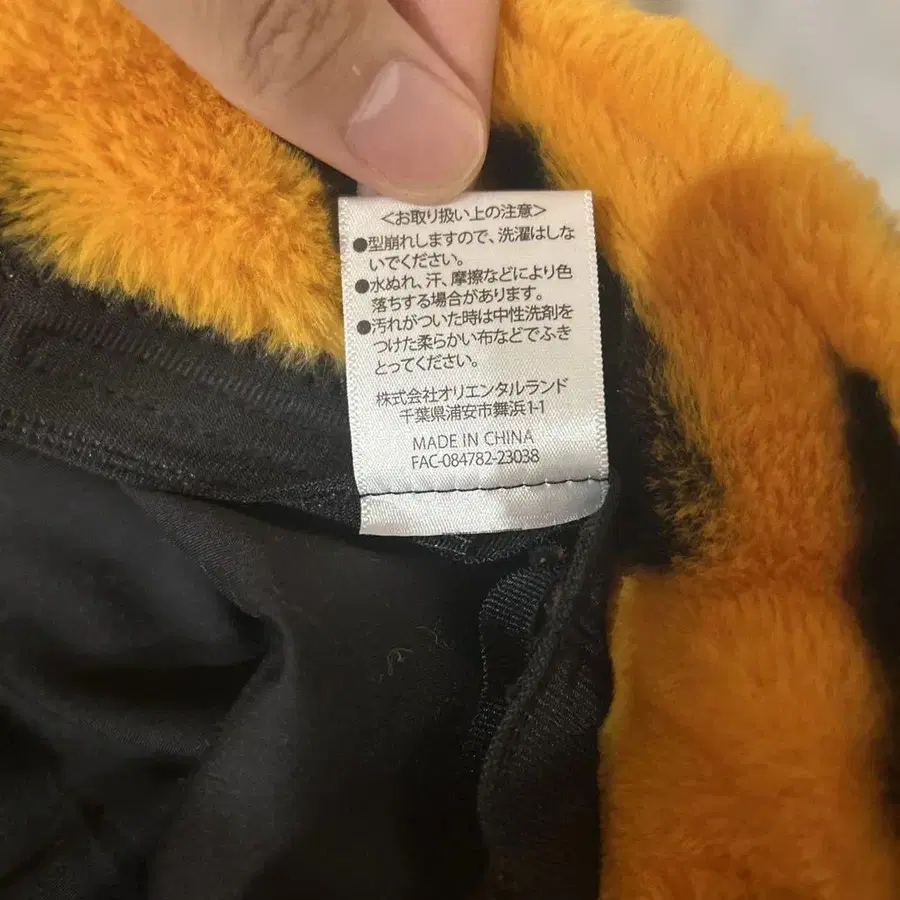 <お取り扱い上の注意>
●型崩れしますので、洗濯はしな
いでください。
●水ぬれ、汗、摩擦などにより色
落ちする場合があります。
●汚れがついた時は中性洗剤を
つけた柔らかい布などでふき
とってください。
株式会社オリエンタルランド
千葉県浦安市舞浜1-1
MADE IN CHINA
FAC-084782-23038